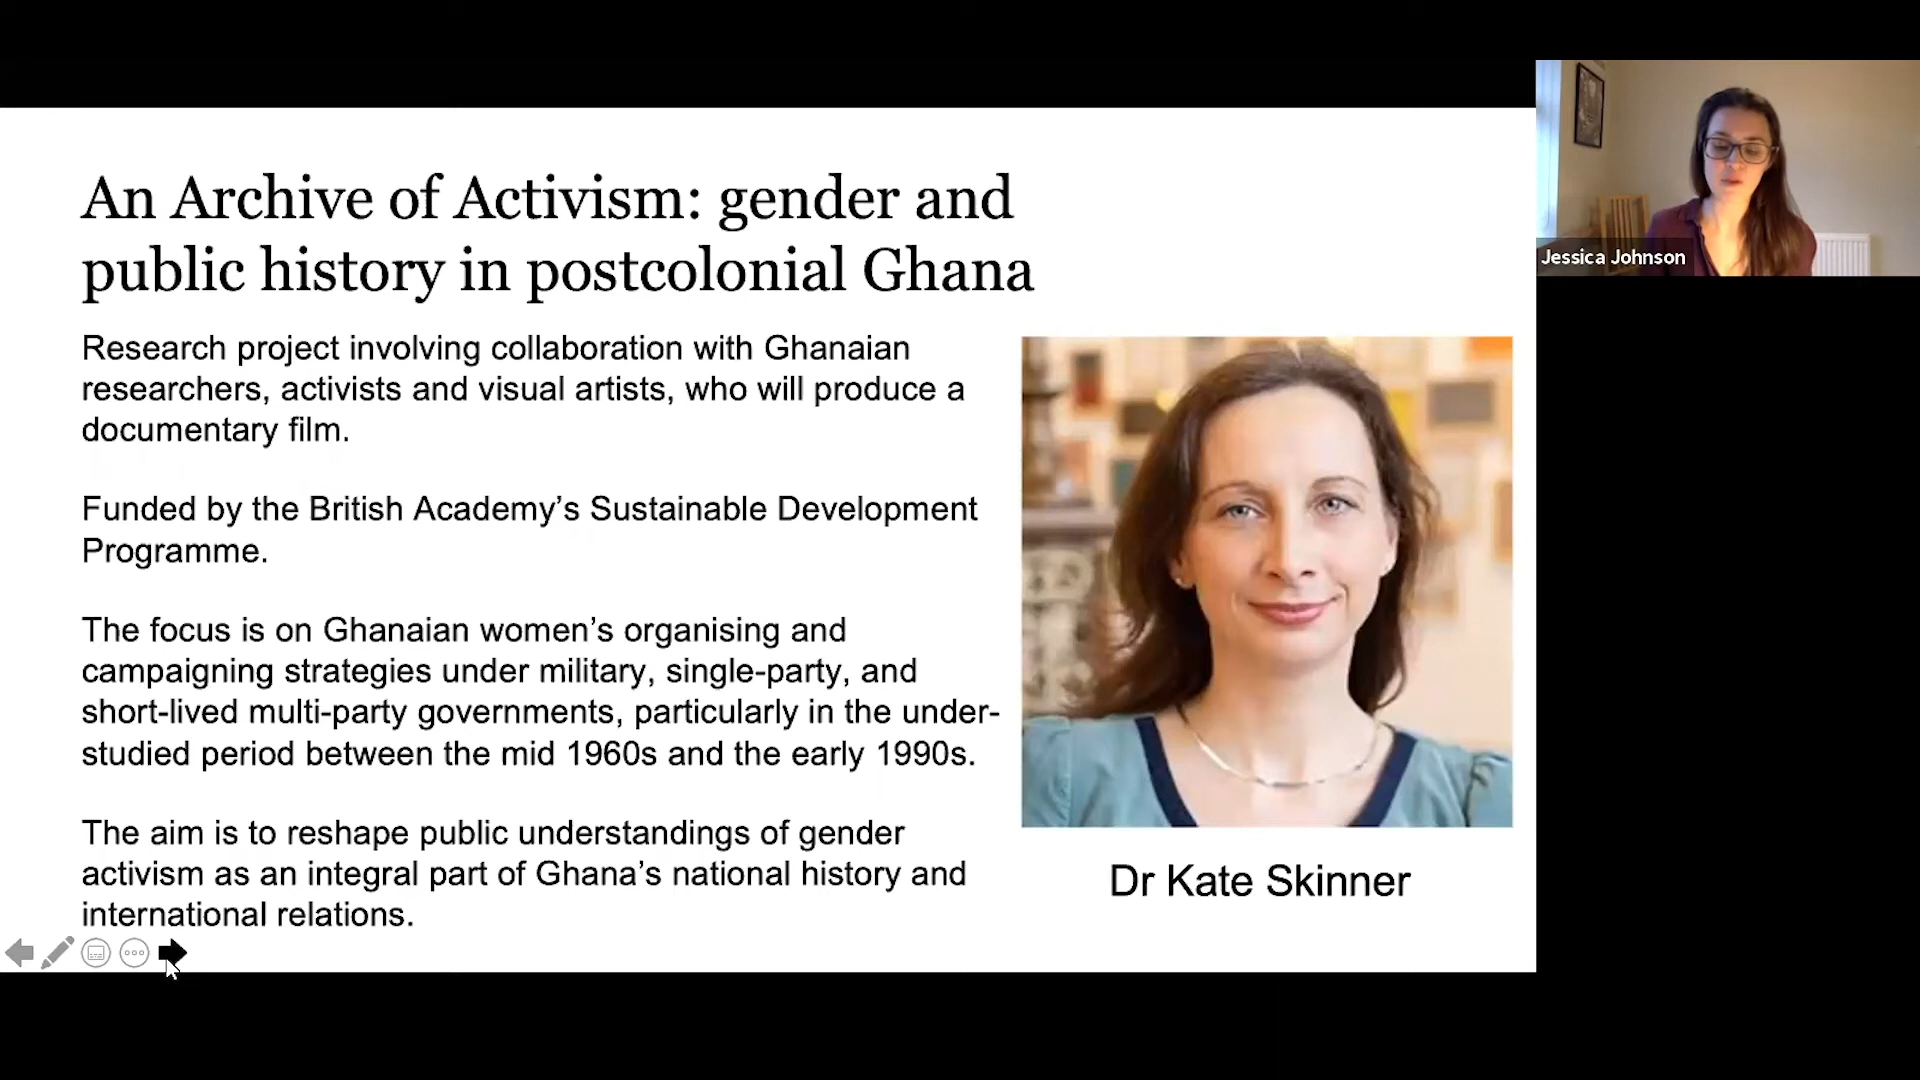 An Archive of Activism: gender and
public history in postcolonial Ghana
Research project involving collaboration with Ghanaian
researchers, activists and visual artists, who will produce a
documentary film.
Funded by the British Academy’s Sustainable Development
Programme.
The focus is on Ghanaian women’s organising and
campaigning strategies under military, single-party, and
short-lived multi-party governments, particularly in the under-
studied period between the mid 1960s and the early 1990s.
The aim is to reshape public understandings of gender
activism as an integral part of Ghana’s national history and
international relations.
Dr Kate Skinner
Jessica Johnson